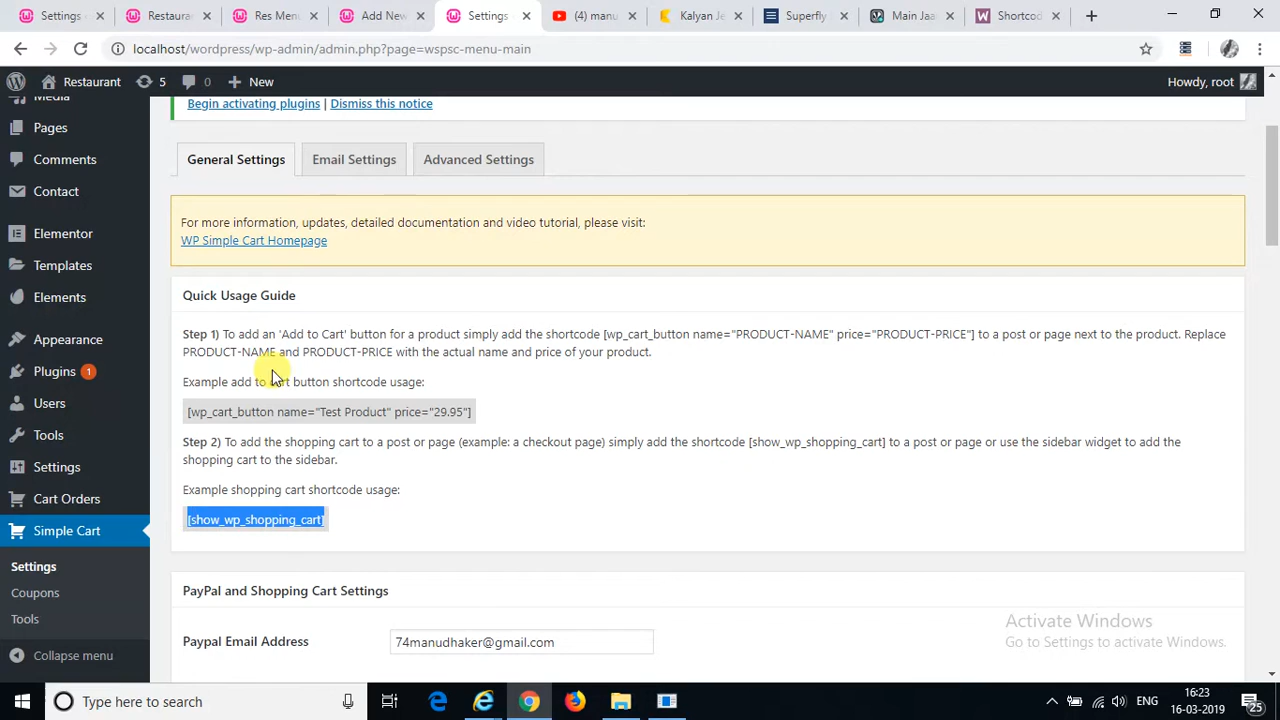 Settings
Restaurar
Res Menu
Add New
Settings
(4) manu
Kalyan Je
Superfly
Main Jaa
Shortcod
localhost/wordpress/wp-admin/admin.php?page=wspsc-menu-main
Restaurant
5
0
New
Howdy, root
Media
Pages
Comments
Contact
Elementor
Templates
Elements
Appearance
Plugins 1
Users
Tools
Settings
Cart Orders
Simple Cart
Settings
Coupons
Tools
Collapse menu
Begin activating plugins | Dismiss this notice
General Settings
Email Settings
Advanced Settings
For more information, updates, detailed documentation and video tutorial, please visit:
WP Simple Cart Homepage
Quick Usage Guide
Step 1) To add an 'Add to Cart' button for a product simply add the shortcode [wp_cart_button name="PRODUCT-NAME" price="PRODUCT-PRICE"] to a post or page next to the product. Replace
PRODUCT-NAME and PRODUCT-PRICE with the actual name and price of your product.
Example add to cart button shortcode usage:
[wp_cart_button name="Test Product" price="29.95"]
Step 2) To add the shopping cart to a post or page (example: a checkout page) simply add the shortcode [show_wp_shopping_cart] to a post or page or use the sidebar widget to add the
shopping cart to the sidebar.
Example shopping cart shortcode usage:
[show_wp_shopping_cart]
PayPal and Shopping Cart Settings
Paypal Email Address
74manudhaker@gmail.com
Activate Windows
Go to Settings to activate Windows.
Type here to search
ENG
16:23
16-03-2019
25